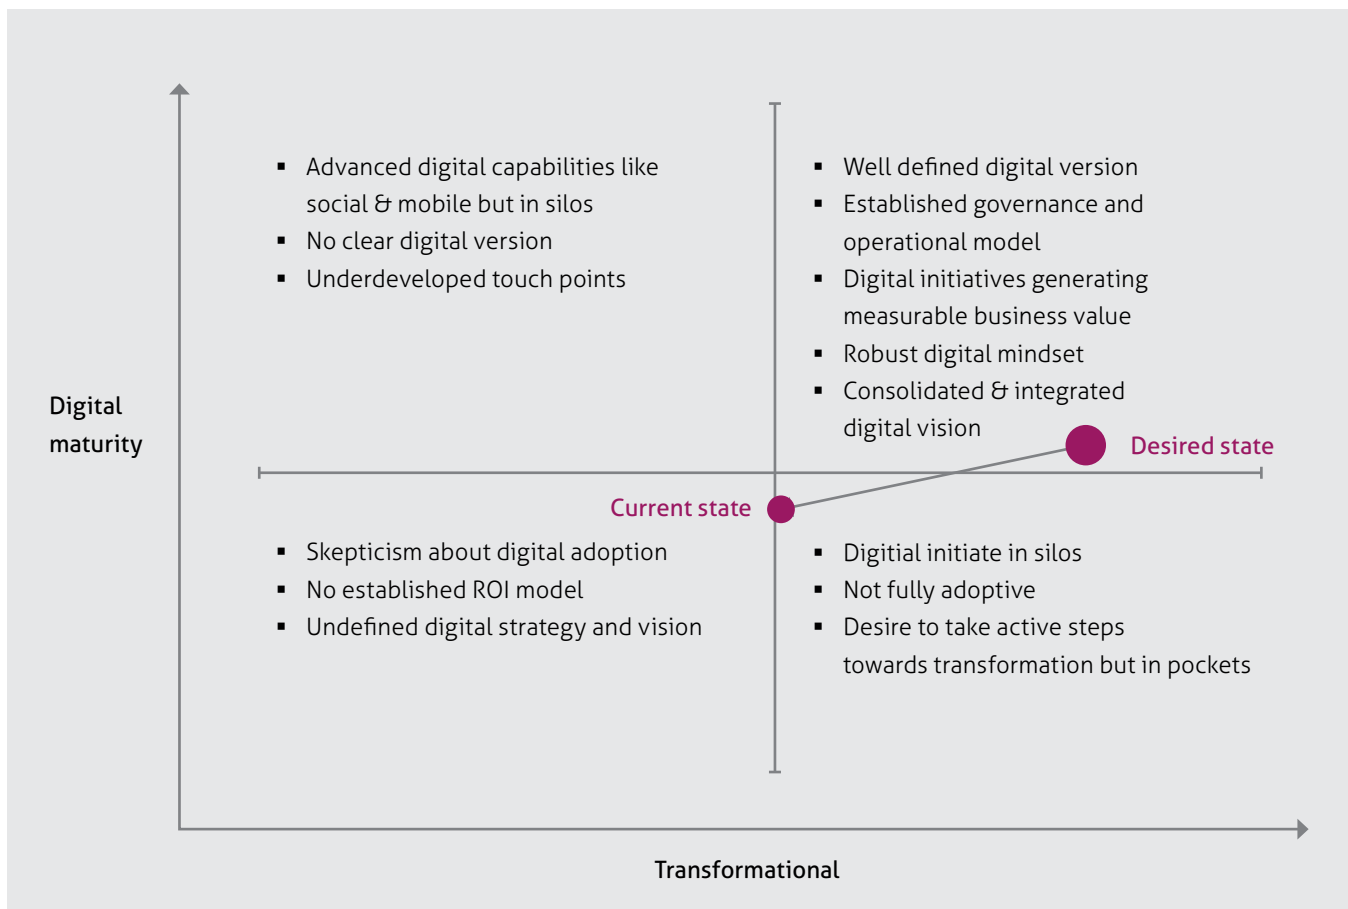 Advanced digital capabilities like
social & mobile but in silos
No clear digital version
Underdeveloped touch points
Well defined digital version
Established governance and
operational model
Digital initiatives generating
measurable business value
Robust digital mindset
Consolidated & integrated
digital vision
Digital
maturity
Desired state
Current state
Skepticism about digital adoption
No established ROI model
Undefined digital strategy and vision
Digitial initiate in silos
Not fully adoptive
Desire to take active steps
towards transformation but in pockets
Transformational